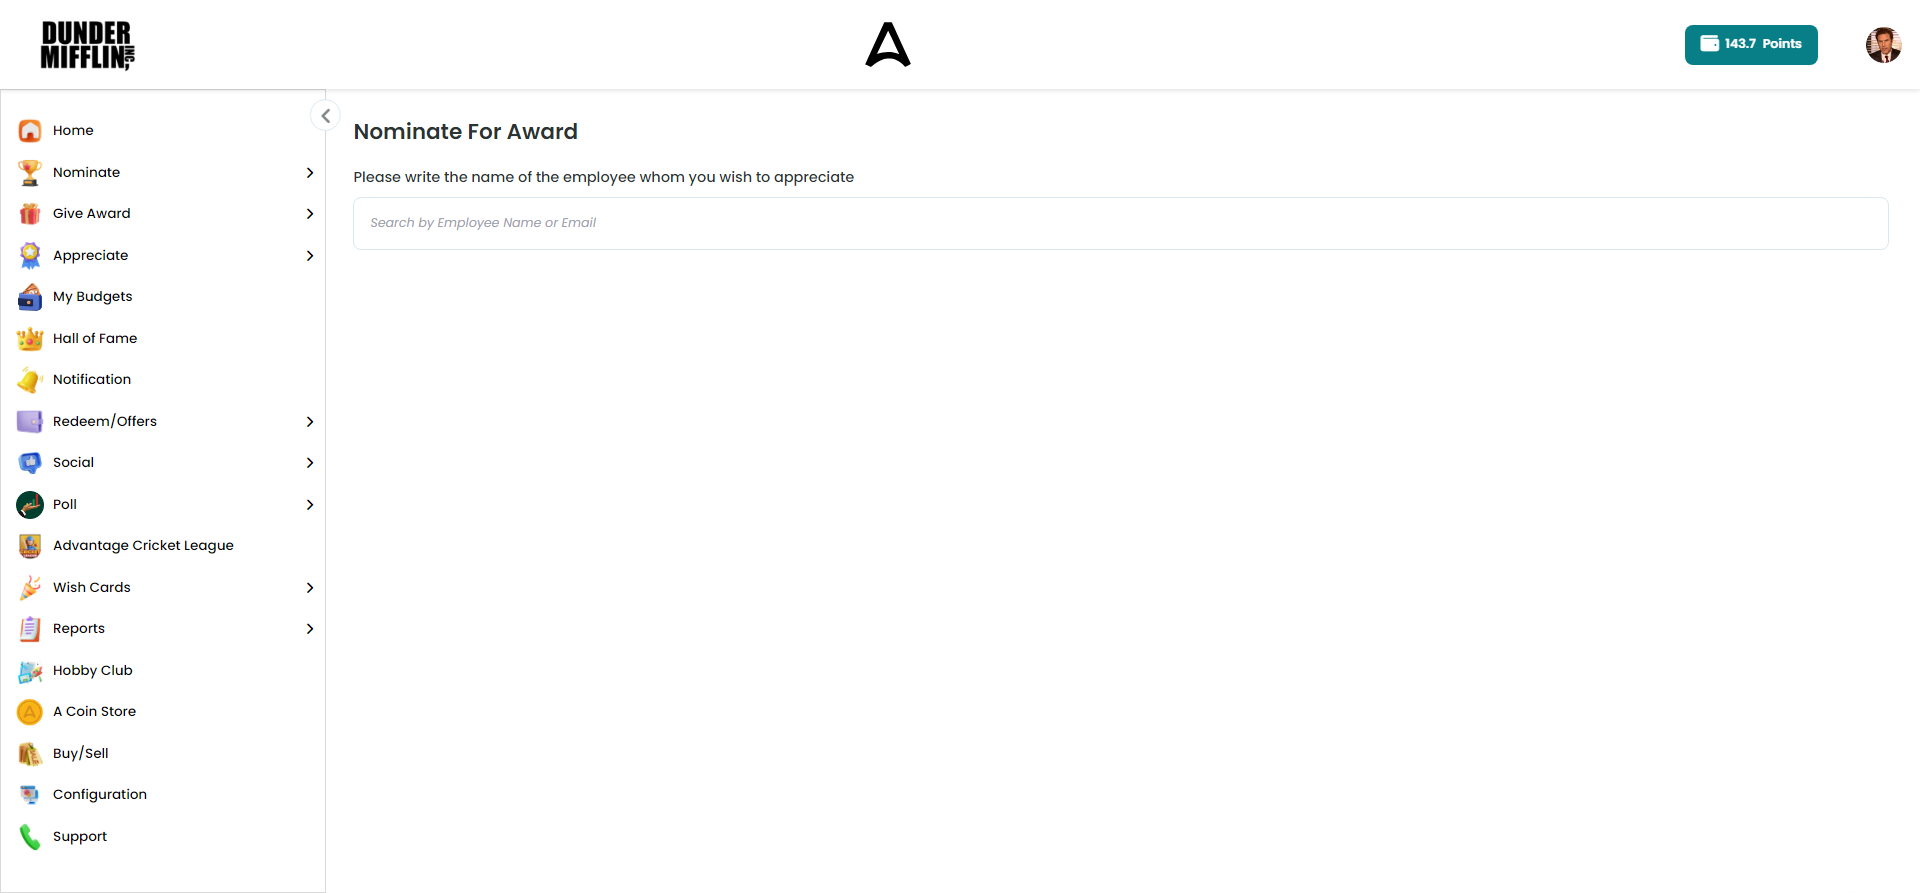 DUNDER
MIFFLIN INC,
143.7 Points
Home
Nominate
Give Award
Appreciate
My Budgets
Hall of Fame
Notification
Redeem/Offers
Social
Poll
Advantage Cricket League
Wish Cards
Reports
Hobby Club
A Coin Store
Buy/Sell
Configuration
Support
Nominate For Award
Please write the name of the employee whom you wish to appreciate
Search by Employee Name or Email